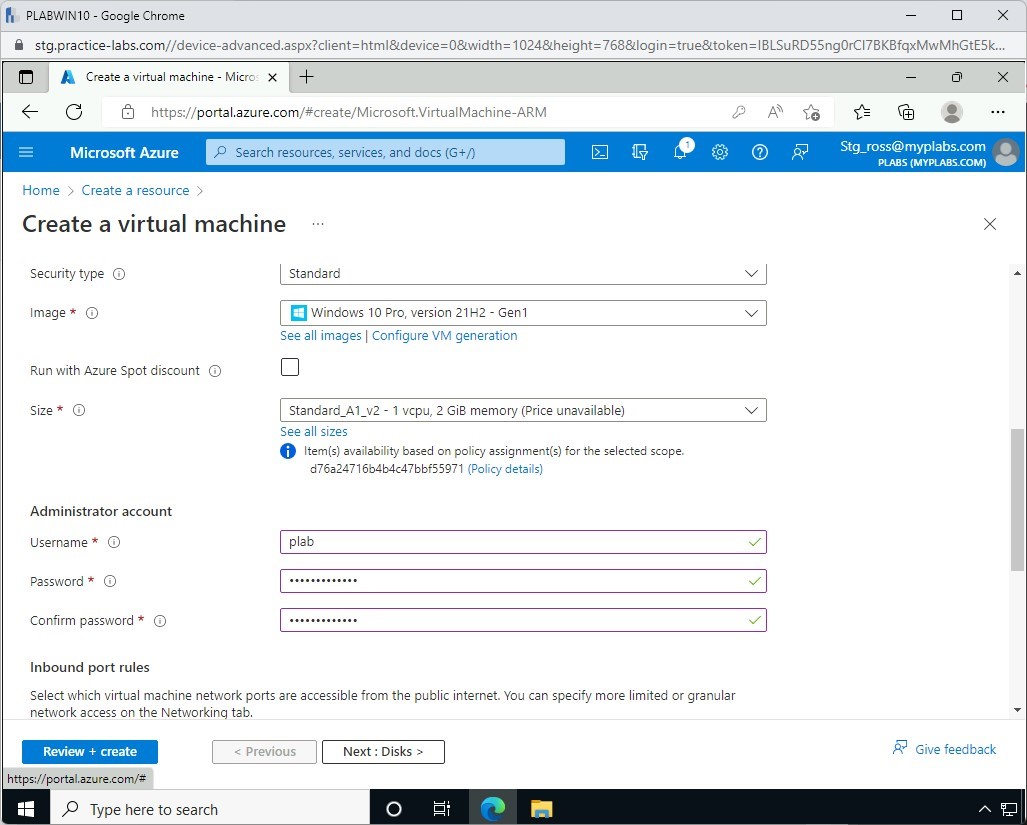 PLABWIN10 - Google Chrome
stg.practice-labs.com//device-advanced.aspx?client=html&device=0&width=1024&height=768&login=true&token=IBLSuRD55ng0rCI7BKBfqxMwMhGtE5k...
Create a virtual machine - Micros
https://portal.azure.com/#create/Microsoft.VirtualMachine-ARM
Microsoft Azure
Search resources, services, and docs (G+/)
1
Stg_ross@myplabs.com
PLABS (MYPLABS.COM)
Home > Create a resource >
Create a virtual machine ...
Security type
Standard
Image *
Windows 10 Pro, version 21H2 - Gen1
See all images | Configure VM generation
Run with Azure Spot discount
Size *
Standard_A1_v2 - 1 vcpu, 2 GiB memory (Price unavailable)
See all sizes
Item(s) availability based on policy assignment(s) for the selected scope.
d76a24716b4b4c47bbf55971 (Policy details)
Administrator account
Username *
plab
Password *
•••••••••••••
Confirm password *
•••••••••••••
Inbound port rules
Select which virtual machine network ports are accessible from the public internet. You can specify more limited or granular
network access on the Networking tab.
Review + create
< Previous
Next : Disks >
Give feedback
https://portal.azure.com/#
Type here to search